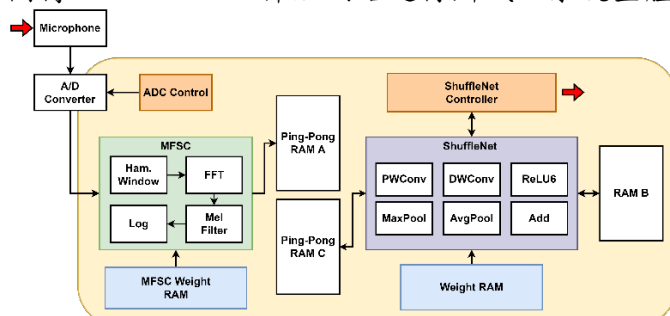 Microphone
A/D
Converter
ADC Control
MFSC
Ham.
Window
FFT
Log
Mel
Filter
MFSC Weight
RAM
Ping-Pong
RAM A
Ping-Pong
RAM C
ShuffleNet
Controller
ShuffleNet
PWConv
DWConv
ReLU6
MaxPool
AvgPool
Add
Weight RAM
RAM B